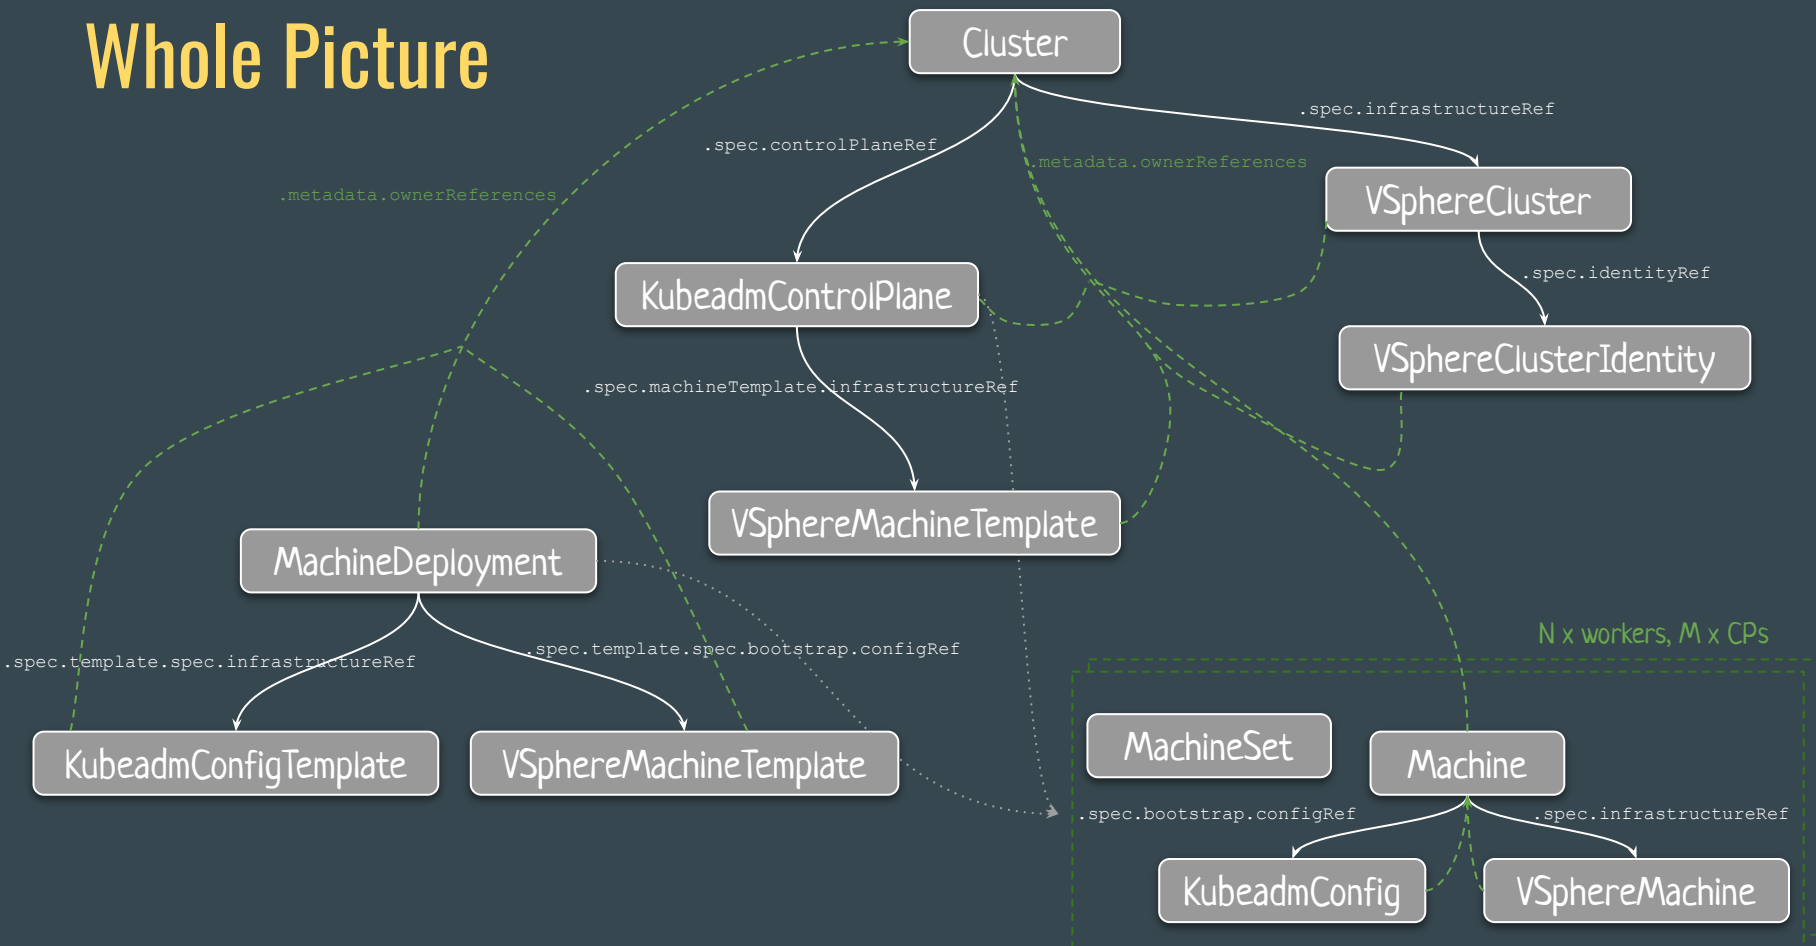 Whole Picture
Cluster
.spec.infrastructureRef
.spec.controlPlaneRef
.metadata.ownerReferences
.metadata.ownerReferences
VSphereCluster
.spec.identityRef
KubeadmControlPlane
VSphereClusterIdentity
.spec.machineTemplate.infrastructureRef
VSphereMachineTemplate
MachineDeployment
N x workers, M x CPs
.spec.template.spec.infrastructureRef
.spec.template.spec.bootstrap.configRef
KubeadmConfigTemplate
VSphereMachineTemplate
MachineSet
Machine
.spec.bootstrap.configRef
.spec.infrastructureRef
KubeadmConfig
VSphereMachine